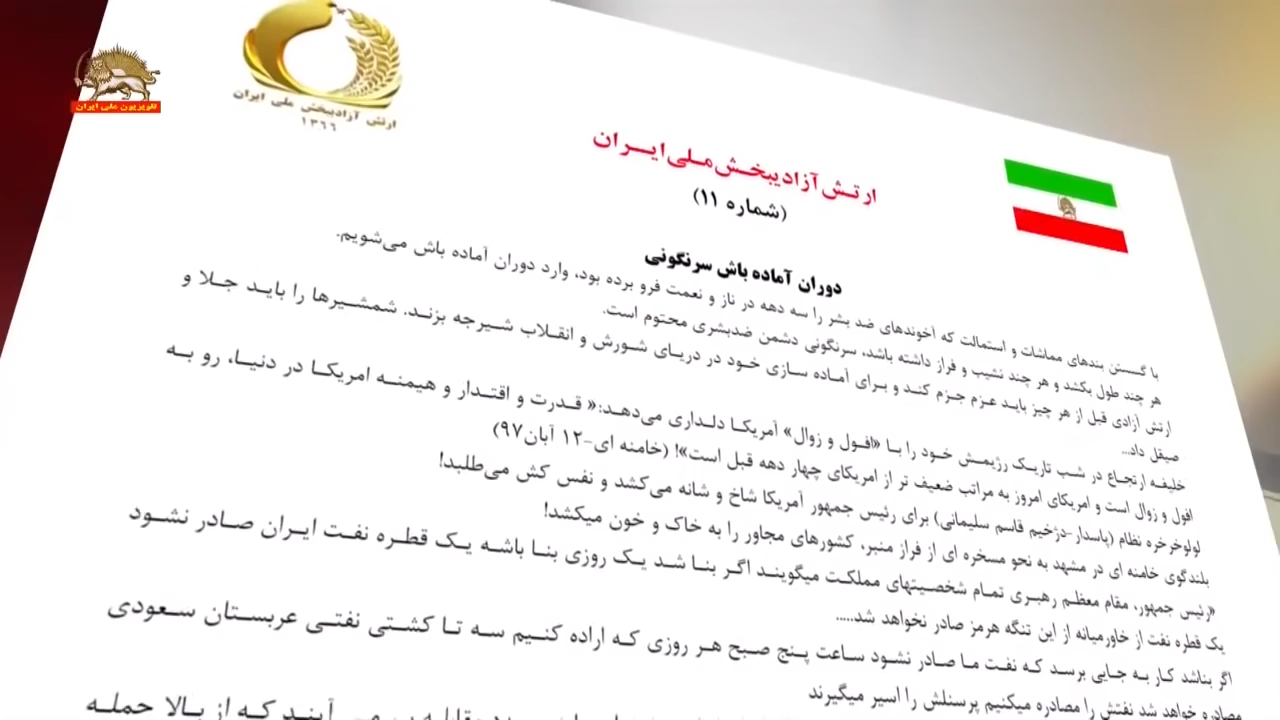 تلویزیون ملی ایران
ارتش آزادیبخش ملی ایران
۱۳۶۶
ارتش آزادیبخش ملی ایران
(شماره ۱۱)
دوران آماده باش سرنگونی
با گسستن بندهای مماشات و استمالت که آخوندهای ضد بشر را سه دهه در ناز و نعمت فرو برده بود، وارد دوران آماده باش می‌شویم.
هر چند طول بکشد و هر چند نشیب و فراز داشته باشد، سرنگونی دشمن ضدبشری محتوم است.
ارتش آزادی قبل از هر چیز باید عزم جزم کند و برای آماده سازی خود در دریای شورش و انقلاب شیرجه بزند. شمشیرها را باید جلا و
صیقل داد...
خلیفه ارتجاع در شب تاریک رژیمش خود را با «افول و زوال» آمریکا دلداری می‌دهد:« قدرت و اقتدار و هیمنه امریکا در دنیا، رو به
افول و زوال است و امریکای امروز به مراتب ضعیف تر از امریکای چهار دهه قبل است»! (خامنه ای-۱۲ آبان۹۷)
لولوخرخره نظام (پاسدار-دژخیم قاسم سلیمانی) برای رئیس جمهور آمریکا شاخ و شانه می‌کشد و نفس کش می‌طلبد!
بلندگوی خامنه ای در مشهد به نحو مسخره ای از فراز منبر، کشورهای مجاور را به خاک و خون میکشد!
«رئیس جمهور، مقام معظم رهبری تمام شخصیتهای مملکت میگویند اگر بنا شد یک روزی بنا باشه یک قطره نفت ایران صادر نشود
یک قطره نفت از خاورمیانه از این تنگه هرمز صادر نخواهد شد.....
اگر بناشد کار به جایی برسد که نفت ما صادر نشود ساعت پنج صبح هر روزی که اراده کنیم سه تا کشتی نفتی عربستان سعودی
مصادره خواهد شد نفتش را مصادره میکنیم پرسنلش را اسیر میگیرند
آیند که از بالا حمله